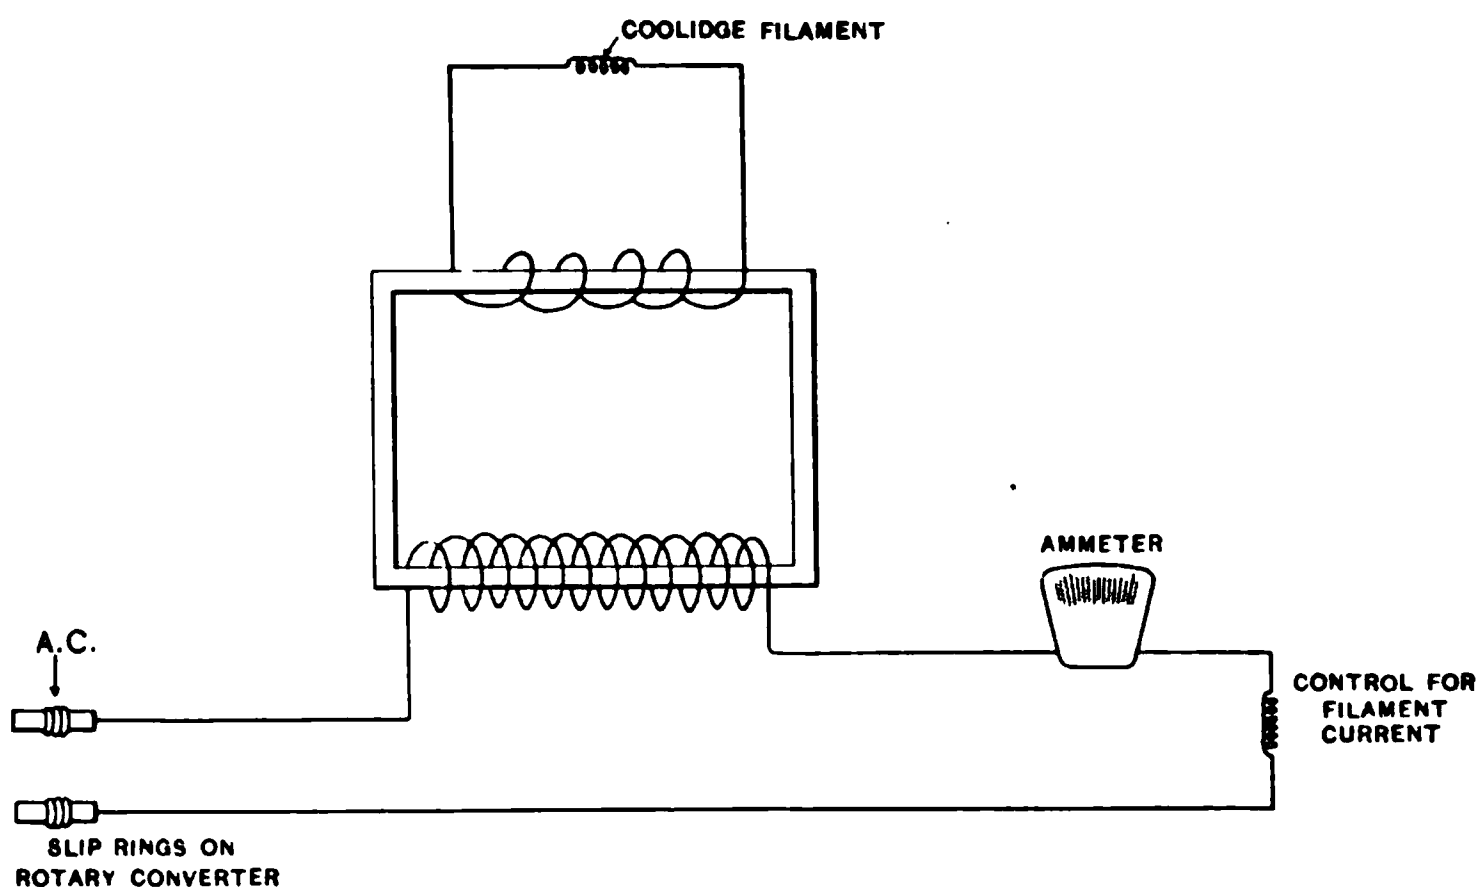 COOLIDGE FILAMENT
AMMETER
A.C.
CONTROL FOR
FILAMENT
CURRENT
SLIP RINGS ON
ROTARY CONVERTER